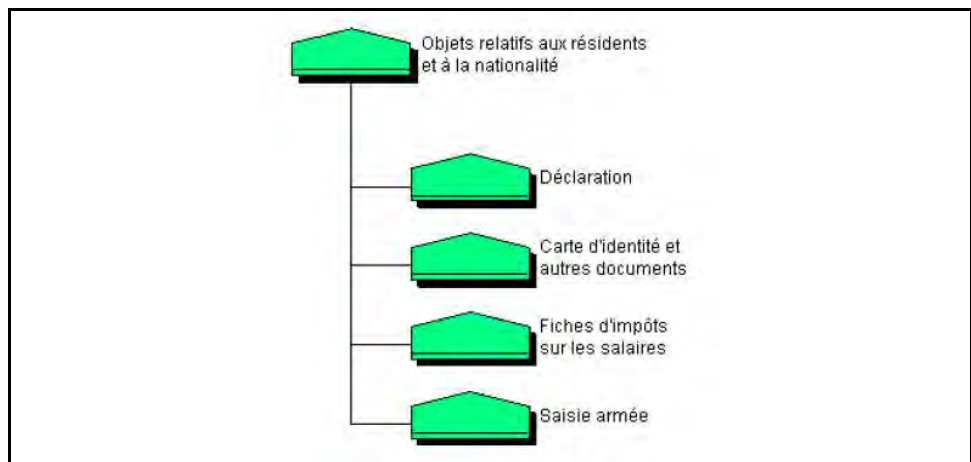 Objets relatifs aux résidents
et à la nationalité
Déclaration
Carte d'identité et
autres documents
Fiches d'impôts
sur les salaires
Saisie armée